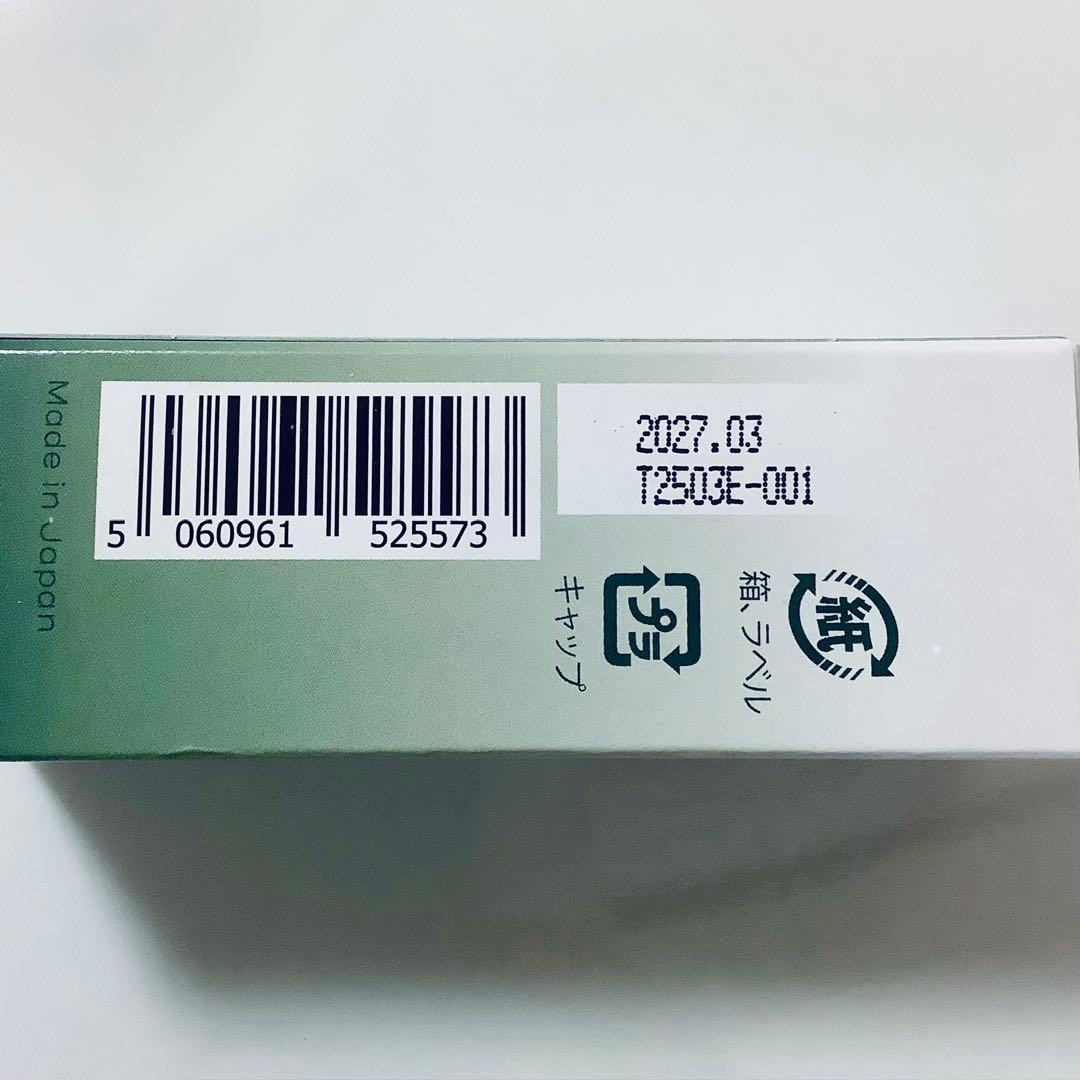 Made in Japan
5 060961 525573
2027.03
T2503E-001
プラ
キャップ
紙
箱、ラベル